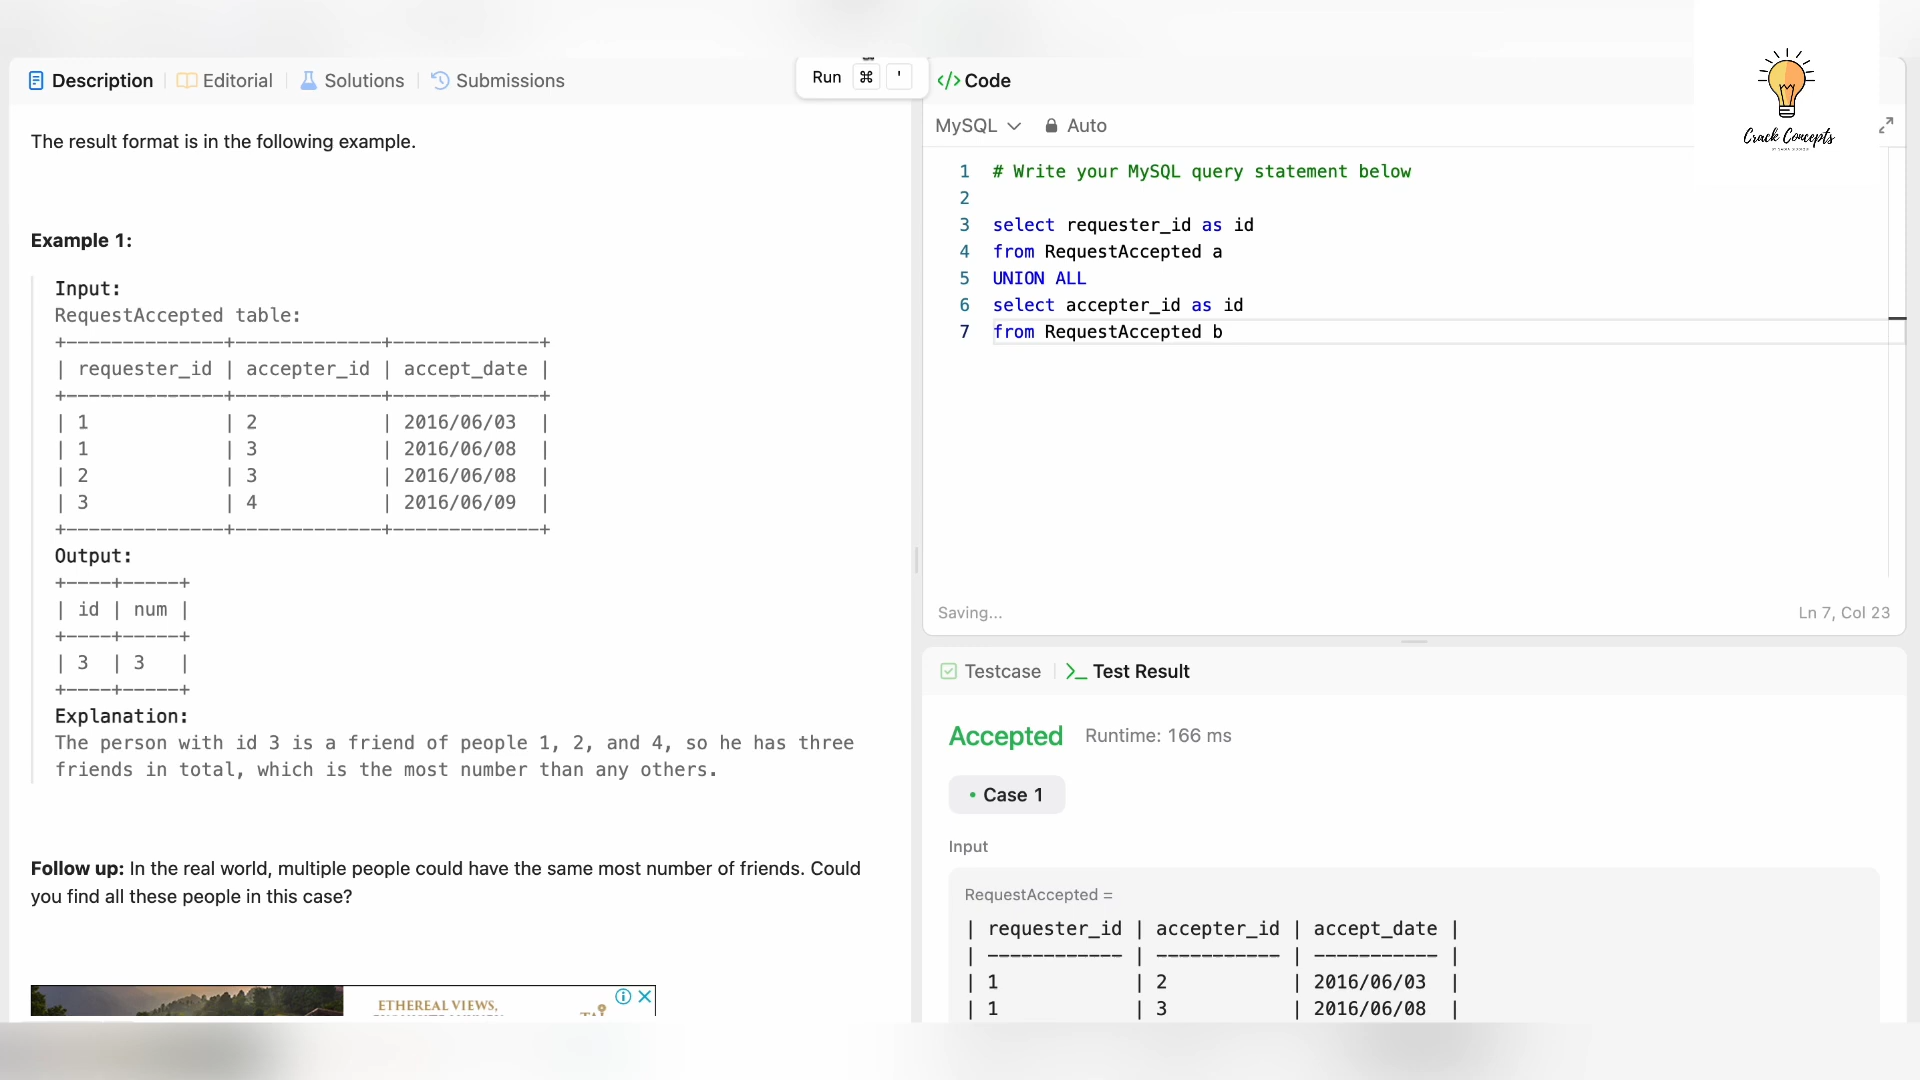 Description
Editorial
Solutions
Submissions
Run ⌘ '
</> Code
Crack Concepts
MySQL
Auto
The result format is in the following example.
Example 1:
Input:
RequestAccepted table:
+--------------+-------------+-------------+
| requester_id | accepter_id | accept_date |
+--------------+-------------+-------------+
| 1            | 2           | 2016/06/03  |
| 1            | 3           | 2016/06/08  |
| 2            | 3           | 2016/06/08  |
| 3            | 4           | 2016/06/09  |
+--------------+-------------+-------------+
Output:
+----+-----+
| id | num |
+----+-----+
| 3  | 3   |
+----+-----+
Explanation:
The person with id 3 is a friend of people 1, 2, and 4, so he has three
friends in total, which is the most number than any others.
Follow up: In the real world, multiple people could have the same most number of friends. Could
you find all these people in this case?
ETHEREAL VIEWS,
1 # Write your MySQL query statement below
2
3 select requester_id as id
4 from RequestAccepted a
5 UNION ALL
6 select accepter_id as id
7 from RequestAccepted b
Saving...
Ln 7, Col 23
Testcase
>_ Test Result
Accepted
Runtime: 166 ms
• Case 1
Input
RequestAccepted =
| requester_id | accepter_id | accept_date |
| ------------ | ----------- | ----------- |
| 1            | 2           | 2016/06/03  |
| 1            | 3           | 2016/06/08  |